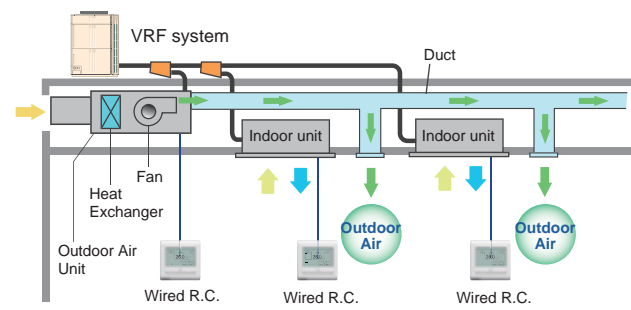 VRF system
Duct
Indoor unit
Indoor unit
Fan
Heat
Exchanger
Outdoor Air
Unit
Outdoor
Air
Outdoor
Air
Wired R.C.
Wired R.C.
Wired R.C.